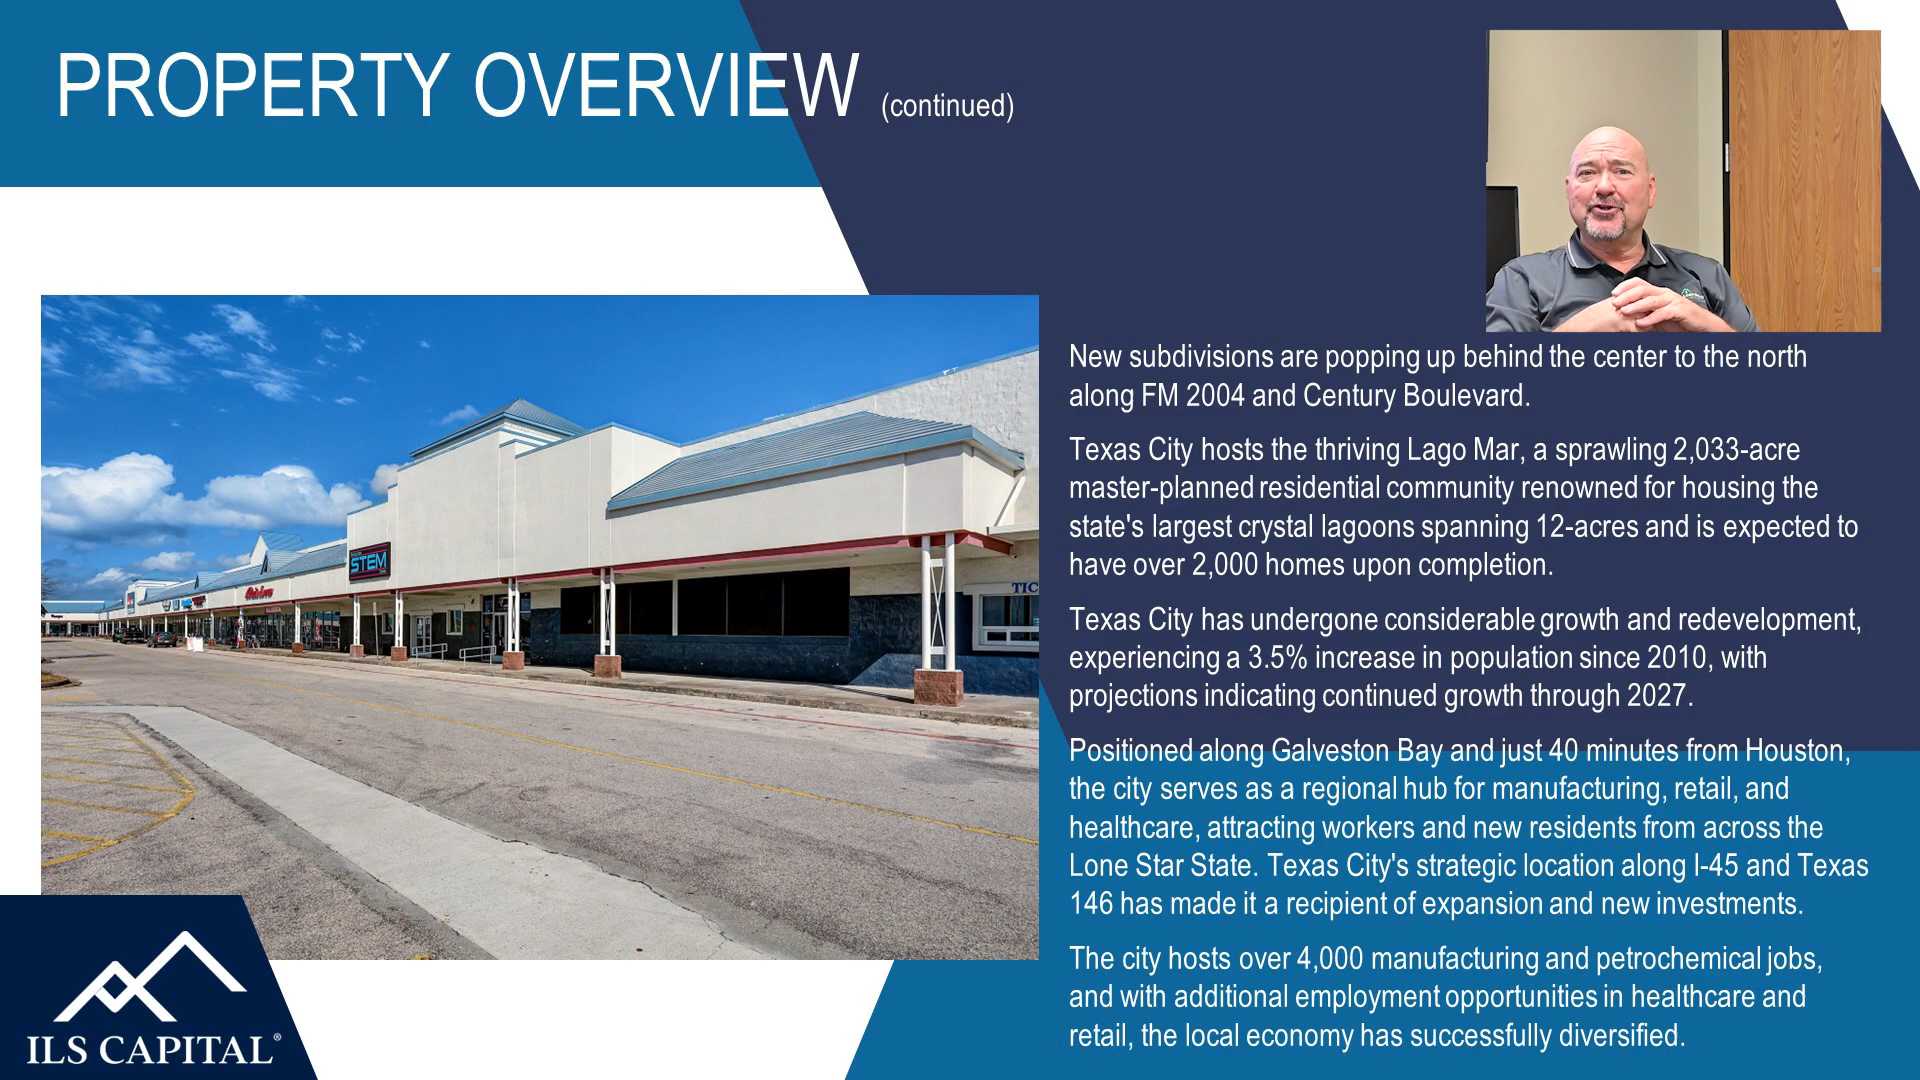 PROPERTY OVERVIEW (continued)
New subdivisions are popping up behind the center to the north
along FM 2004 and Century Boulevard.
Texas City hosts the thriving Lago Mar, a sprawling 2,033-acre
master-planned residential community renowned for housing the
state's largest crystal lagoons spanning 12-acres and is expected to
have over 2,000 homes upon completion.
Texas City has undergone considerable growth and redevelopment,
experiencing a 3.5% increase in population since 2010, with
projections indicating continued growth through 2027.
Positioned along Galveston Bay and just 40 minutes from Houston,
the city serves as a regional hub for manufacturing, retail, and
healthcare, attracting workers and new residents from across the
Lone Star State. Texas City's strategic location along I-45 and Texas
146 has made it a recipient of expansion and new investments.
The city hosts over 4,000 manufacturing and petrochemical jobs,
and with additional employment opportunities in healthcare and
retail, the local economy has successfully diversified.
STEM
TIC
ILS CAPITAL®